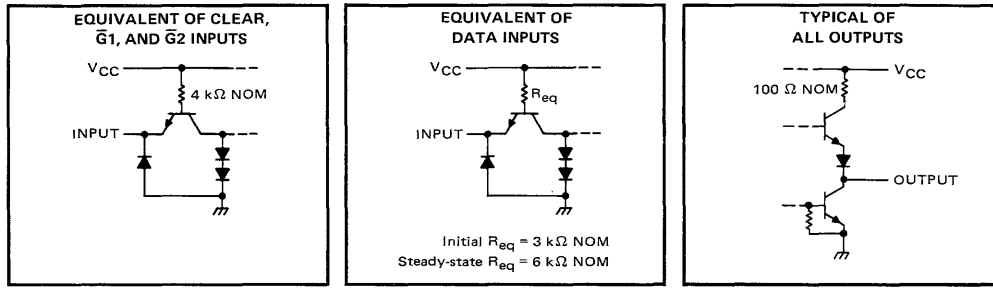 EQUIVALENT OF CLEAR,
G̅1, AND G̅2 INPUTS
VCC
4 kΩ NOM
INPUT
EQUIVALENT OF
DATA INPUTS
VCC
Req
INPUT
Initial Req = 3 kΩ NOM
Steady-state Req = 6 kΩ NOM
TYPICAL OF
ALL OUTPUTS
VCC
100 Ω NOM
OUTPUT